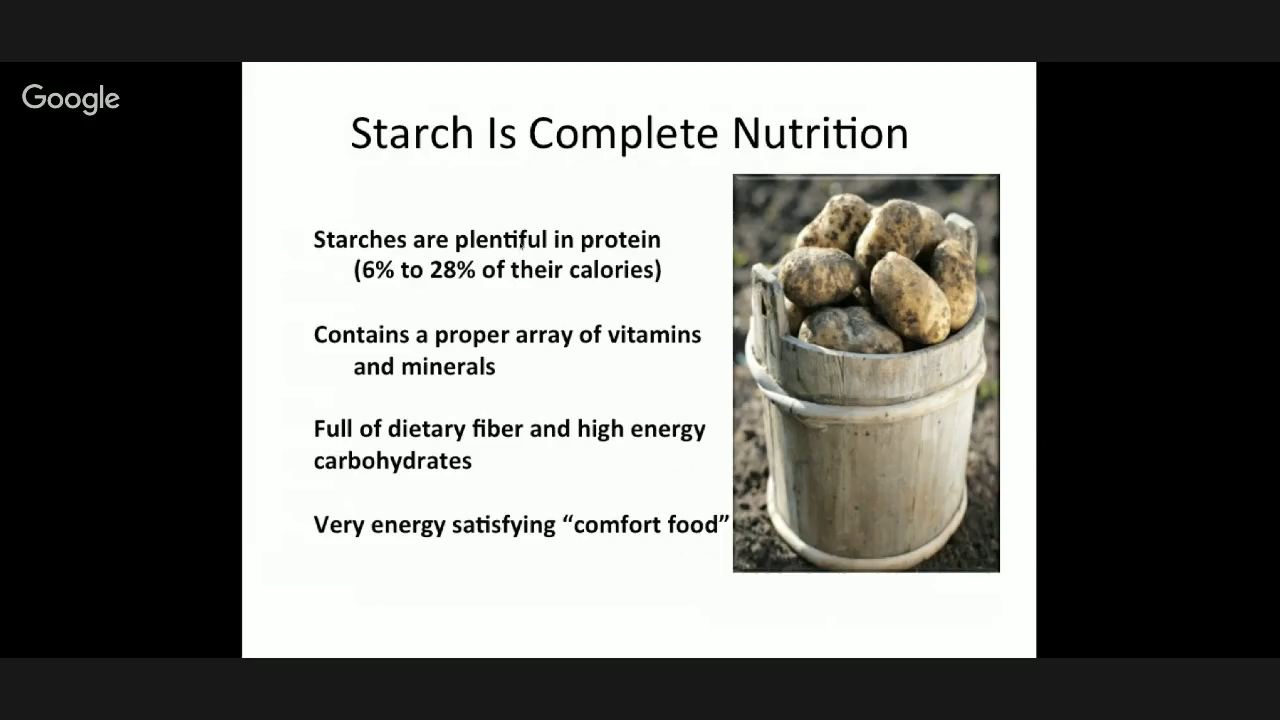 Google
Starch Is Complete Nutrition
Starches are plentiful in protein
(6% to 28% of their calories)
Contains a proper array of vitamins
and minerals
Full of dietary fiber and high energy
carbohydrates
Very energy satisfying “comfort food”